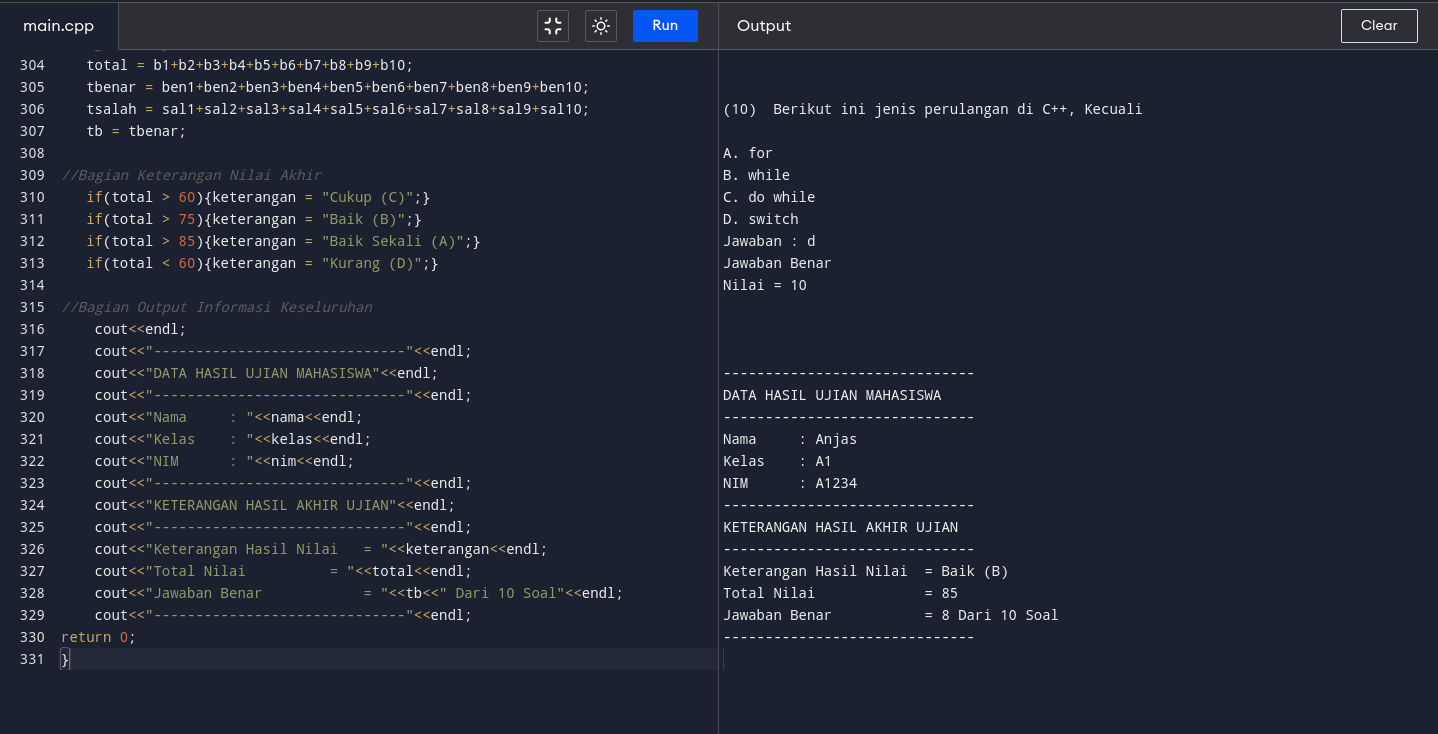 main.cpp
Run
Output
Clear
304 total = b1+b2+b3+b4+b5+b6+b7+b8+b9+b10;
305 tbenar = ben1+ben2+ben3+ben4+ben5+ben6+ben7+ben8+ben9+ben10;
306 tsalah = sal1+sal2+sal3+sal4+sal5+sal6+sal7+sal8+sal9+sal10;
307 tb = tbenar;
308
309 //Bagian Keterangan Nilai Akhir
310 if(total > 60){keterangan = "Cukup (C)";}
311 if(total > 75){keterangan = "Baik (B)";}
312 if(total > 85){keterangan = "Baik Sekali (A)";}
313 if(total < 60){keterangan = "Kurang (D)";}
314
315 //Bagian Output Informasi Keseluruhan
316 cout<<endl;
317 cout<<"------------------------------"<<endl;
318 cout<<"DATA HASIL UJIAN MAHASISWA"<<endl;
319 cout<<"------------------------------"<<endl;
320 cout<<"Nama     : "<<nama<<endl;
321 cout<<"Kelas    : "<<kelas<<endl;
322 cout<<"NIM      : "<<nim<<endl;
323 cout<<"------------------------------"<<endl;
324 cout<<"KETERANGAN HASIL AKHIR UJIAN"<<endl;
325 cout<<"------------------------------"<<endl;
326 cout<<"Keterangan Hasil Nilai   = "<<keterangan<<endl;
327 cout<<"Total Nilai          = "<<total<<endl;
328 cout<<"Jawaban Benar            = "<<tb<<" Dari 10 Soal"<<endl;
329 cout<<"------------------------------"<<endl;
330 return 0;
331 }
(10)  Berikut ini jenis perulangan di C++, Kecuali
A. for
B. while
C. do while
D. switch
Jawaban : d
Jawaban Benar
Nilai = 10
------------------------------
DATA HASIL UJIAN MAHASISWA
------------------------------
Nama     : Anjas
Kelas    : A1
NIM      : A1234
------------------------------
KETERANGAN HASIL AKHIR UJIAN
------------------------------
Keterangan Hasil Nilai  = Baik (B)
Total Nilai             = 85
Jawaban Benar           = 8 Dari 10 Soal
------------------------------